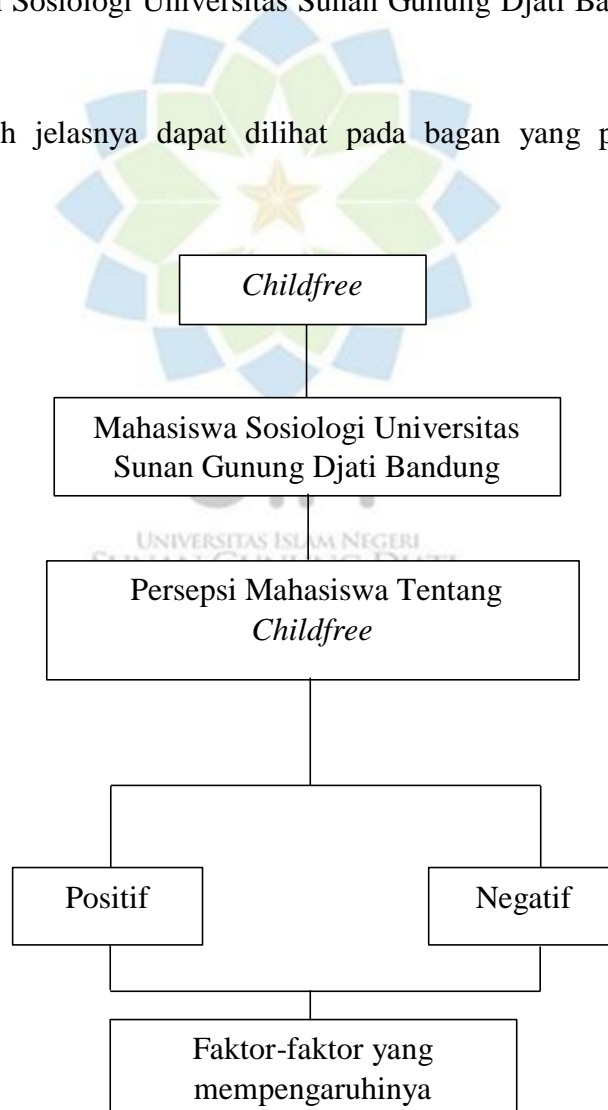 Sosiologi Universitas Sunan Gunung Djati
jelasnya dapat dilihat pada bagan yang
Childfree
Mahasiswa Sosiologi Universitas
Sunan Gunung Djati Bandung
UNIVERSITAS ISLAM NEGERI
Persepsi Mahasiswa Tentang
Childfree
Positif
Negatif
Faktor-faktor yang
mempengaruhinya